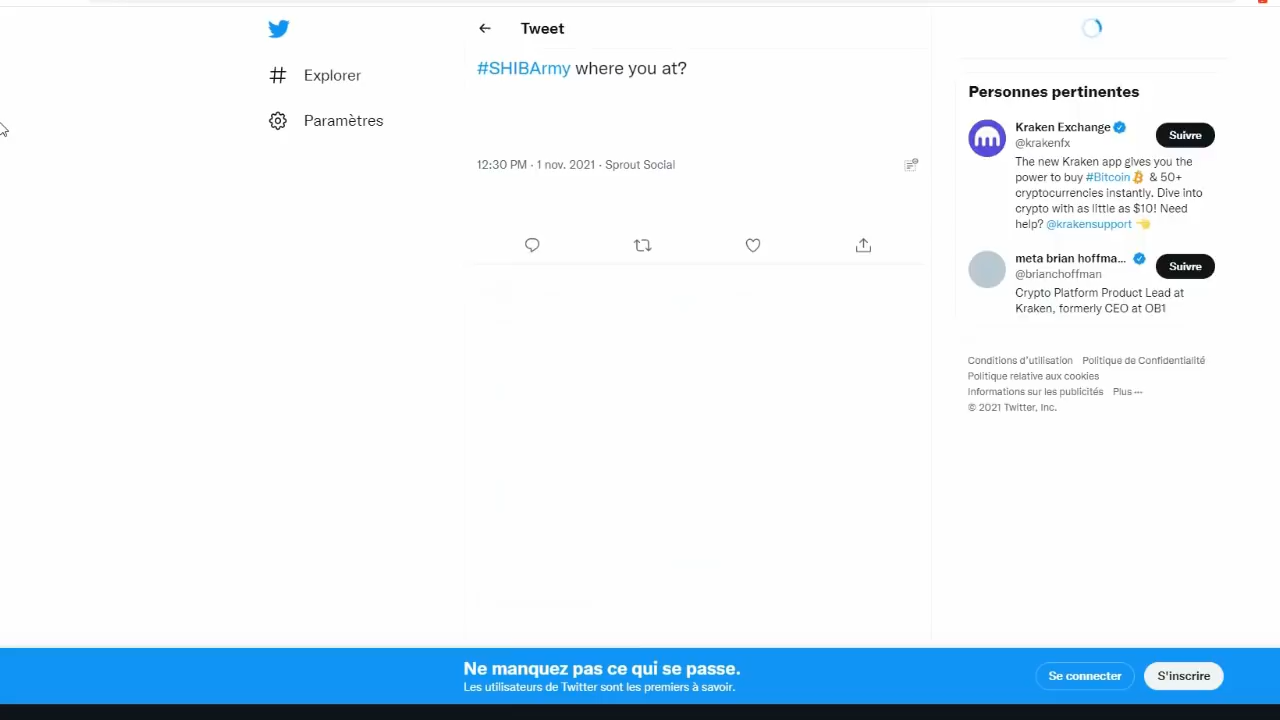 Tweet
Explorer
Paramètres
#SHIBArmy where you at?
12:30 PM · 1 nov. 2021 · Sprout Social
Personnes pertinentes
Kraken Exchange
@krakenfx
Suivre
The new Kraken app gives you the
power to buy #Bitcoin & 50+
cryptocurrencies instantly. Dive into
crypto with as little as $10! Need
help? @krakensupport 👈
meta brian hoffma...
@brianchoffman
Suivre
Crypto Platform Product Lead at
Kraken, formerly CEO at OB1
Conditions d'utilisation Politique de Confidentialité
Politique relative aux cookies
Informations sur les publicités Plus ···
© 2021 Twitter, Inc.
Ne manquez pas ce qui se passe.
Les utilisateurs de Twitter sont les premiers à savoir.
Se connecter
S'inscrire